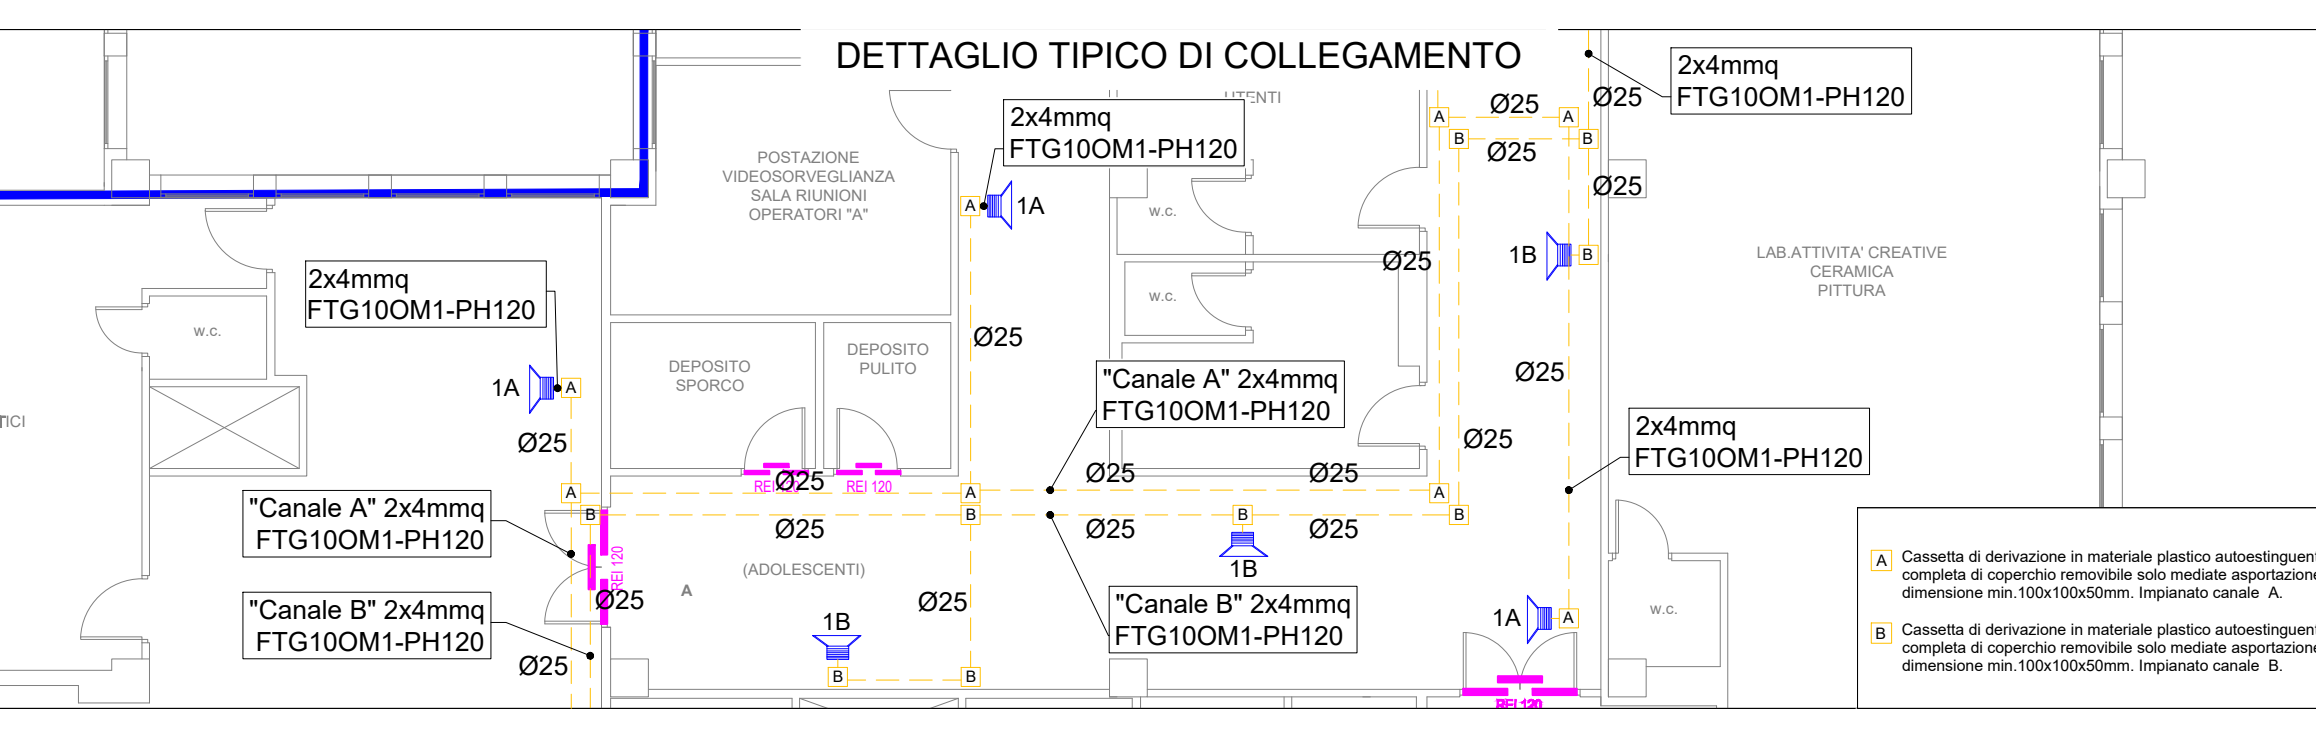 DETTAGLIO TIPICO DI COLLEGAMENTO
2x4mmq
FTG10OM1-PH120
Ø25
2x4mmq
FTG10OM1-PH120
UTENTI
Ø25
A
A
B
B
Ø25
Ø25
POSTAZIONE
VIDEOSORVEGLIANZA
SALA RIUNIONI
OPERATORI "A"
A
1A
w.c.
Ø25
1B
B
LAB.ATTIVITA' CREATIVE
CERAMICA
PITTURA
2x4mmq
FTG10OM1-PH120
w.c.
w.c.
Ø25
DEPOSITO
SPORCO
DEPOSITO
PULITO
1A
A
"Canale A" 2x4mmq
FTG10OM1-PH120
Ø25
TICI
Ø25
Ø25
2x4mmq
FTG10OM1-PH120
REI 120
Ø25
REI 120
Ø25
Ø25
A
A
A
"Canale A" 2x4mmq
FTG10OM1-PH120
B
B
B
B
Ø25
Ø25
Ø25
REI 120
(ADOLESCENTI)
1B
A
"Canale B" 2x4mmq
FTG10OM1-PH120
Ø25
Ø25
"Canale B" 2x4mmq
FTG10OM1-PH120
1B
1A
A
w.c.
Ø25
B
B
REI 120
A
Cassetta di derivazione in materiale plastico autoestinguent
completa di coperchio removibile solo mediate asportazione
dimensione min.100x100x50mm. Impianato canale A.
B
Cassetta di derivazione in materiale plastico autoestinguent
completa di coperchio removibile solo mediate asportazione
dimensione min.100x100x50mm. Impianato canale B.